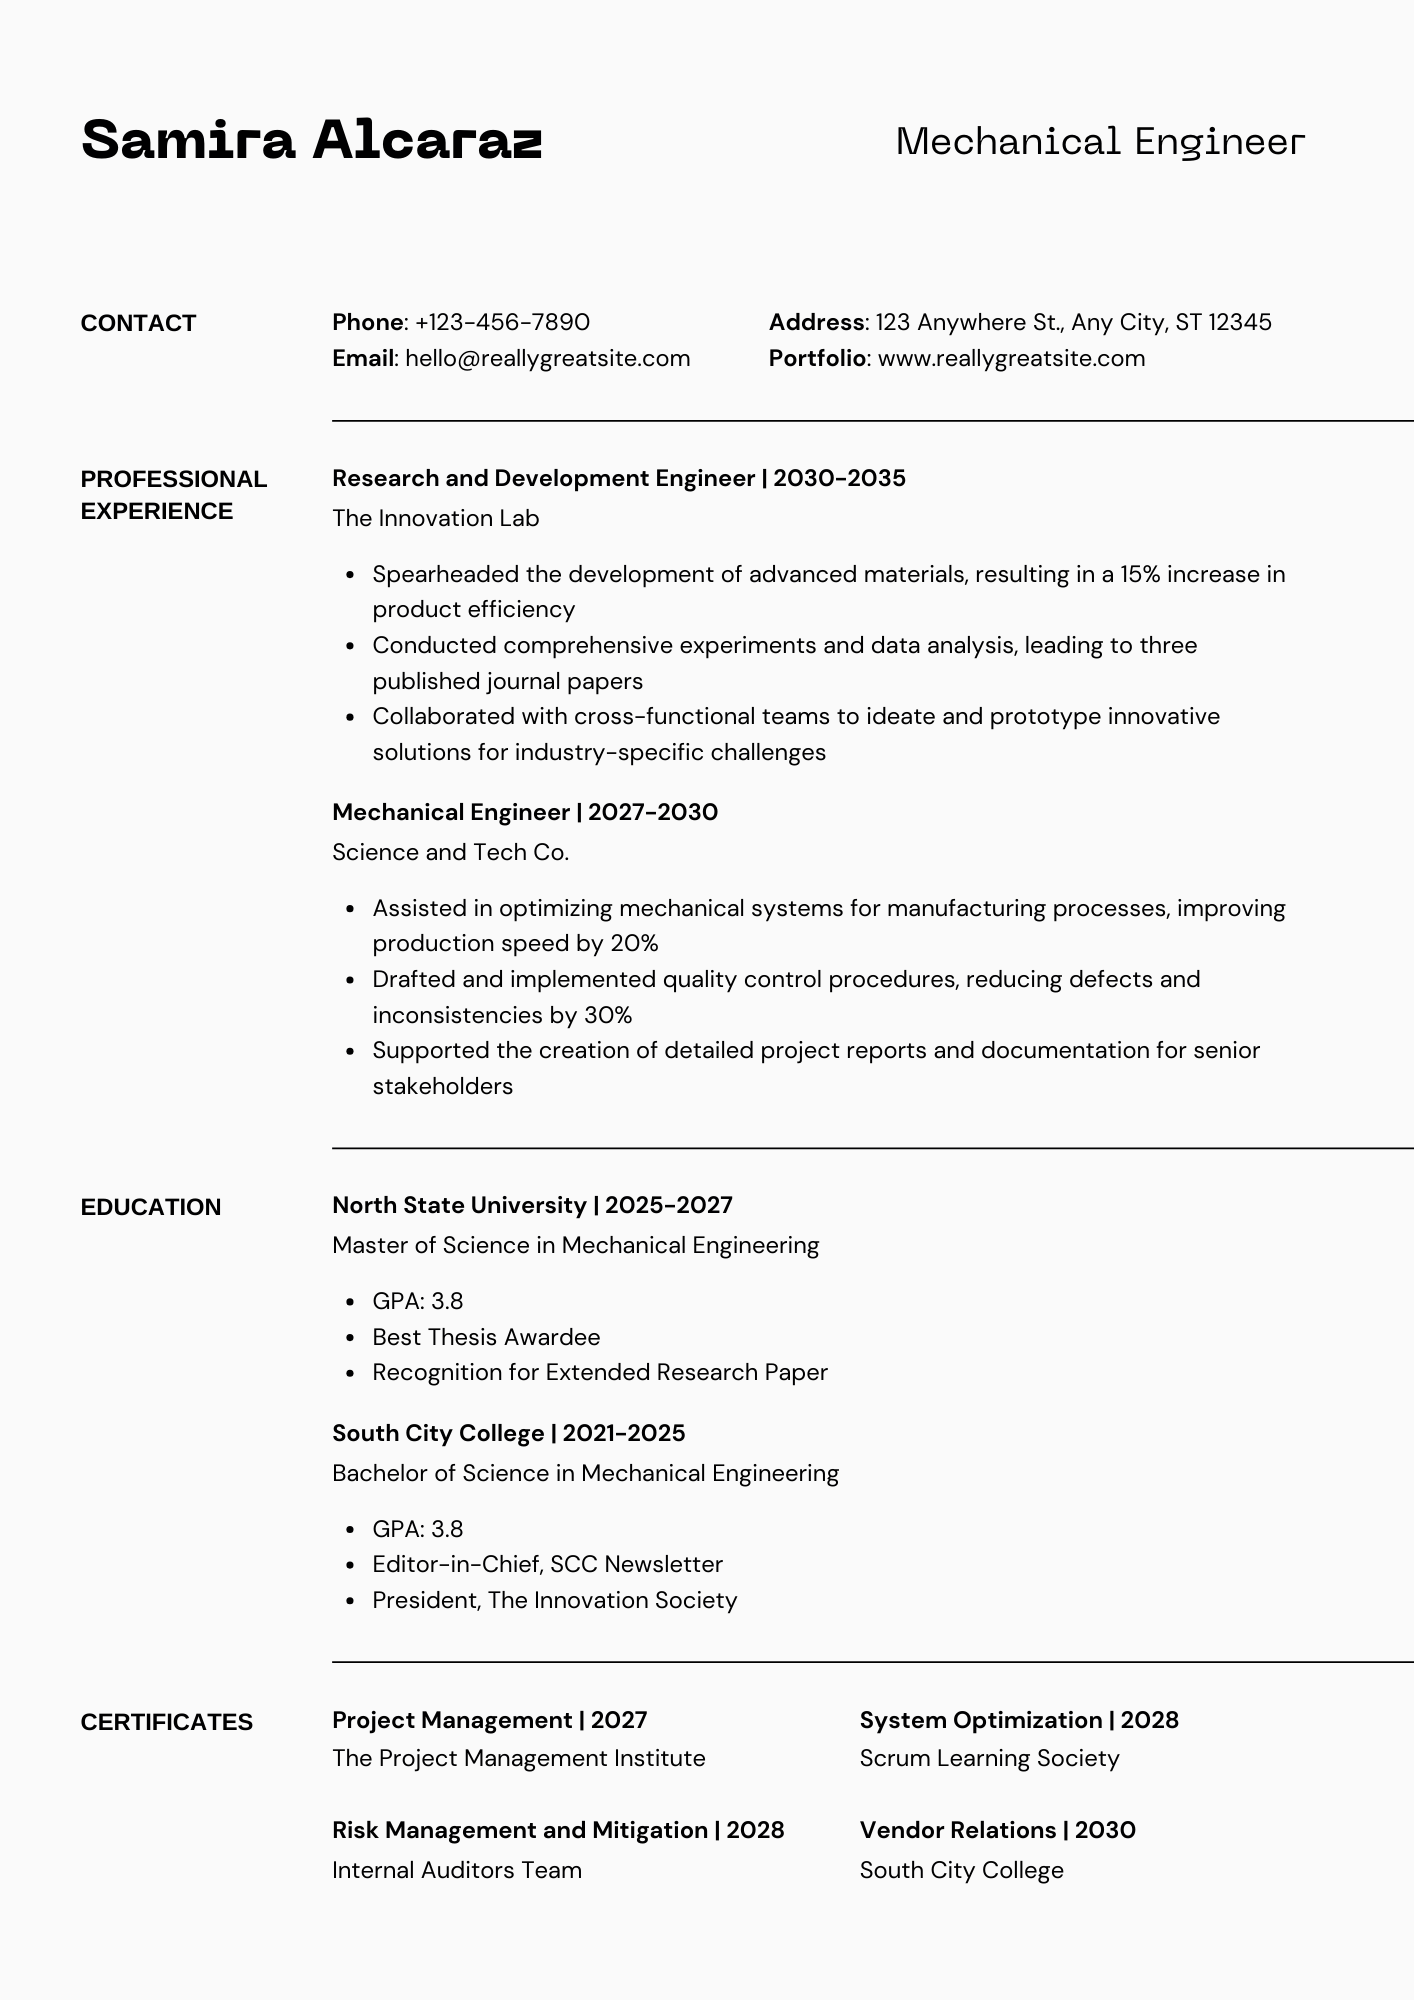 Samira Alcaraz
Mechanical Engineer
CONTACT
Phone: +123-456-7890
Email: hello@reallygreatsite.com
Address: 123 Anywhere St., Any City, ST 12345
Portfolio: www.reallygreatsite.com
PROFESSIONAL
EXPERIENCE
Research and Development Engineer | 2030-2035
The Innovation Lab
• Spearheaded the development of advanced materials, resulting in a 15% increase in
product efficiency
• Conducted comprehensive experiments and data analysis, leading to three
published journal papers
• Collaborated with cross-functional teams to ideate and prototype innovative
solutions for industry-specific challenges
Mechanical Engineer | 2027-2030
Science and Tech Co.
• Assisted in optimizing mechanical systems for manufacturing processes, improving
production speed by 20%
• Drafted and implemented quality control procedures, reducing defects and
inconsistencies by 30%
• Supported the creation of detailed project reports and documentation for senior
stakeholders
EDUCATION
North State University | 2025-2027
Master of Science in Mechanical Engineering
• GPA: 3.8
• Best Thesis Awardee
• Recognition for Extended Research Paper
South City College | 2021-2025
Bachelor of Science in Mechanical Engineering
• GPA: 3.8
• Editor-in-Chief, SCC Newsletter
• President, The Innovation Society
CERTIFICATES
Project Management | 2027
The Project Management Institute
System Optimization | 2028
Scrum Learning Society
Risk Management and Mitigation | 2028
Internal Auditors Team
Vendor Relations | 2030
South City College